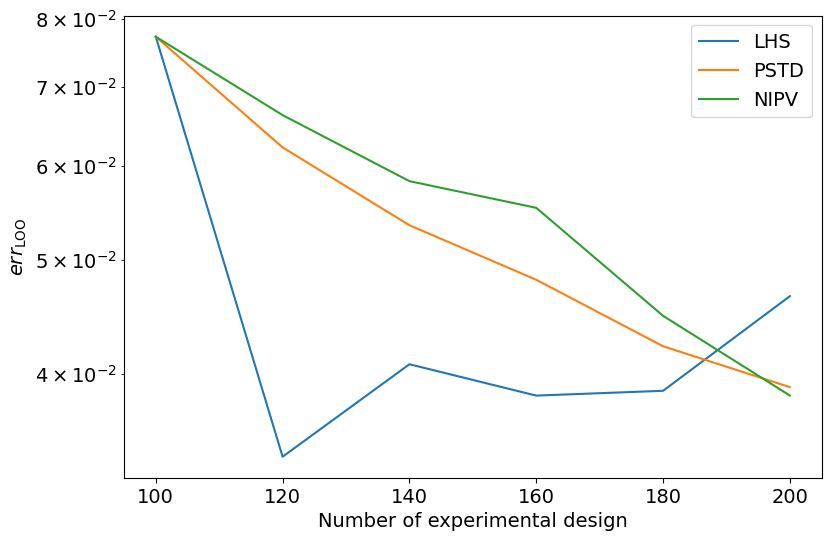 8 × 10⁻²
7 × 10⁻²
6 × 10⁻²
5 × 10⁻²
4 × 10⁻²
err_LOO
LHS
PSTD
NIPV
100 120 140 160 180 200
Number of experimental design